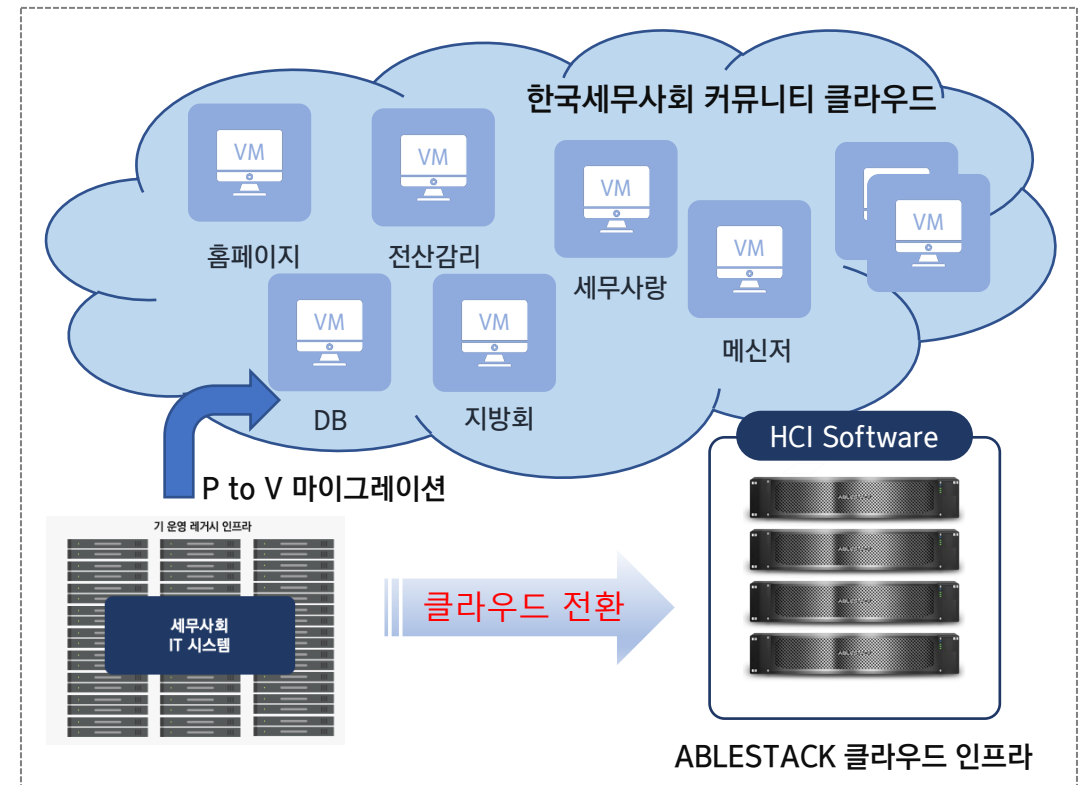 한국세무사회 커뮤니티 클라우드
VM
VM
VM
VM
VM
홈페이지
전산감리
세무사랑
메신저
VM
VM
DB
지방회
HCI Software
P to V 마이그레이션
기 운영 레거시 인프라
세무사회
IT 시스템
클라우드 전환
ABLESTACK
ABLESTACK
ABLESTACK
ABLESTACK
ABLESTACK 클라우드 인프라